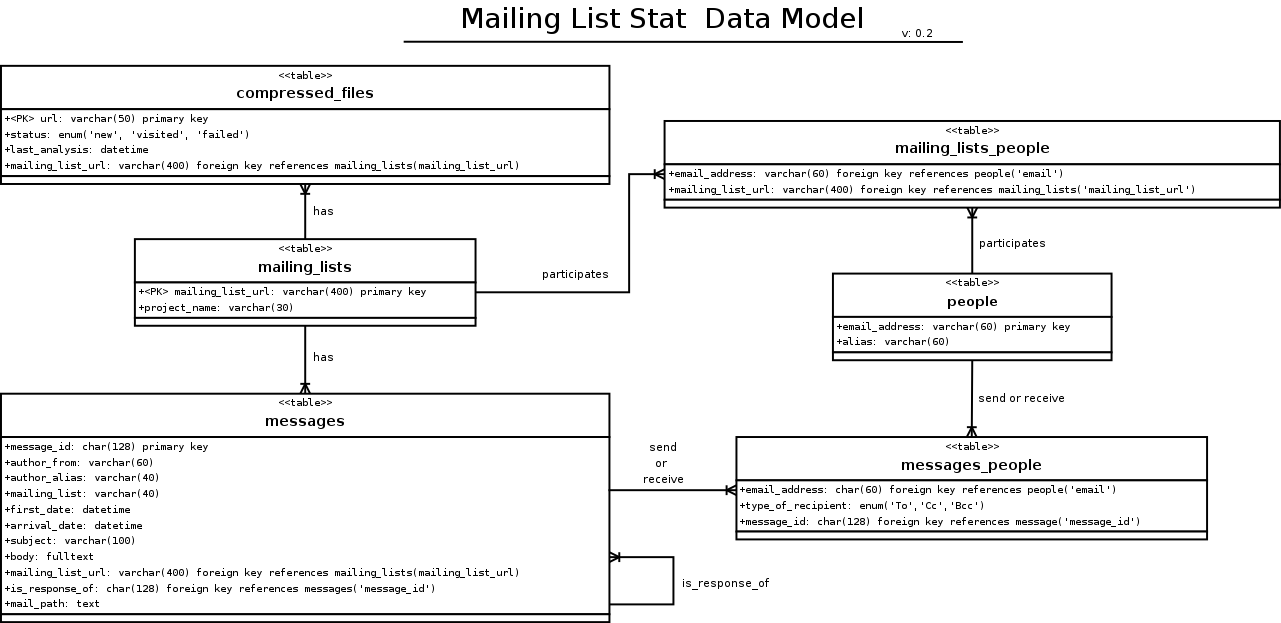 Mailing List Stat  Data Model
v: 0.2
<<table>>
compressed_files
+<PK> url: varchar(50) primary key
+status: enum('new', 'visited', 'failed')
+last_analysis: datetime
+mailing_list_url: varchar(400) foreign key references mailing_lists(mailing_list_url)
<<table>>
mailing_lists_people
+email_address: varchar(60) foreign key references people('email')
+mailing_list_url: varchar(400) foreign key references mailing_lists('mailing_list_url')
has
<<table>>
mailing_lists
+<PK> mailing_list_url: varchar(400) primary key
+project_name: varchar(30)
participates
participates
<<table>>
people
+email_address: varchar(60) primary key
+alias: varchar(60)
has
send or receive
<<table>>
messages
+message_id: char(128) primary key
+author_from: varchar(60)
+author_alias: varchar(40)
+mailing_list: varchar(40)
+first_date: datetime
+arrival_date: datetime
+subject: varchar(100)
+body: fulltext
+mailing_list_url: varchar(400) foreign key references mailing_lists(mailing_list_url)
+is_response_of: char(128) foreign key references messages('message_id')
+mail_path: text
send
or
receive
<<table>>
messages_people
+email_address: char(60) foreign key references people('email')
+type_of_recipient: enum('To','Cc','Bcc')
+message_id: char(128) foreign key references message('message_id')
is_response_of